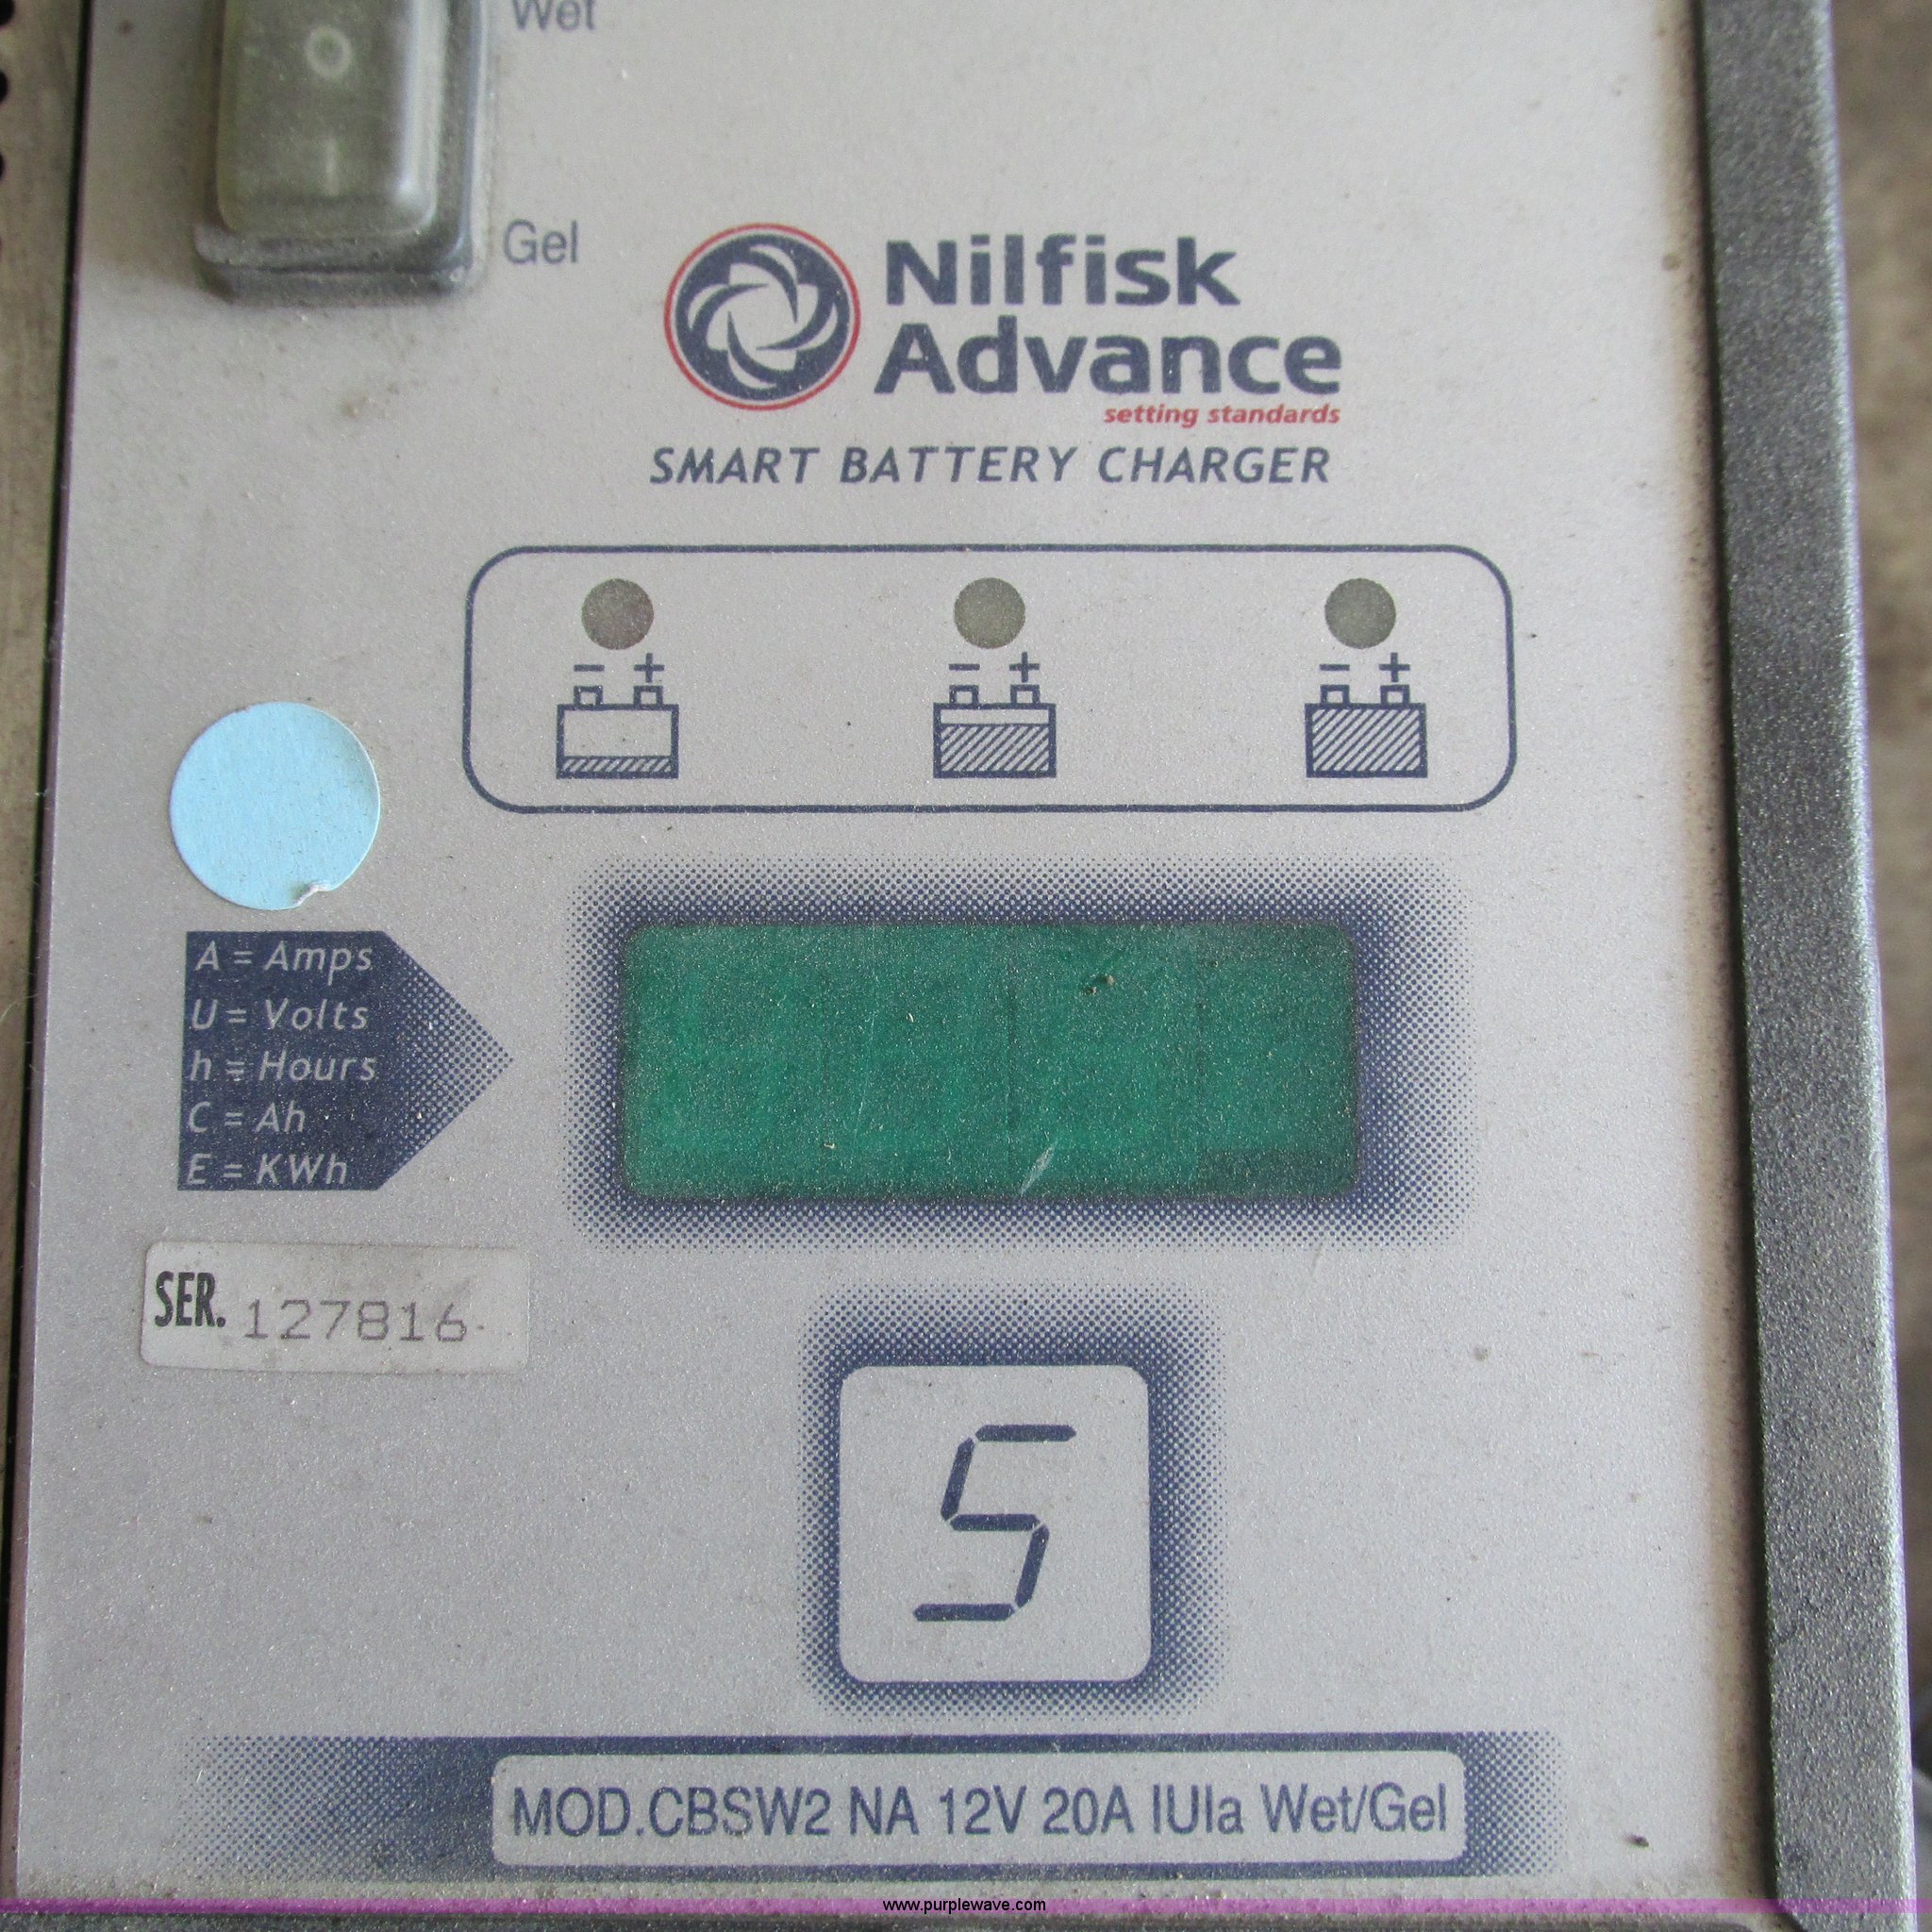 Wet
O
Gel
Nilfisk
Advance
setting standards
SMART BATTERY CHARGER
- +
- +
- +
A = Amps
U = Volts
h = Hours
C = Ah
E = KWh
SER. 127816
S
MOD.CBSW2 NA 12V 20A IUIa Wet/Gel
www.purplewave.com